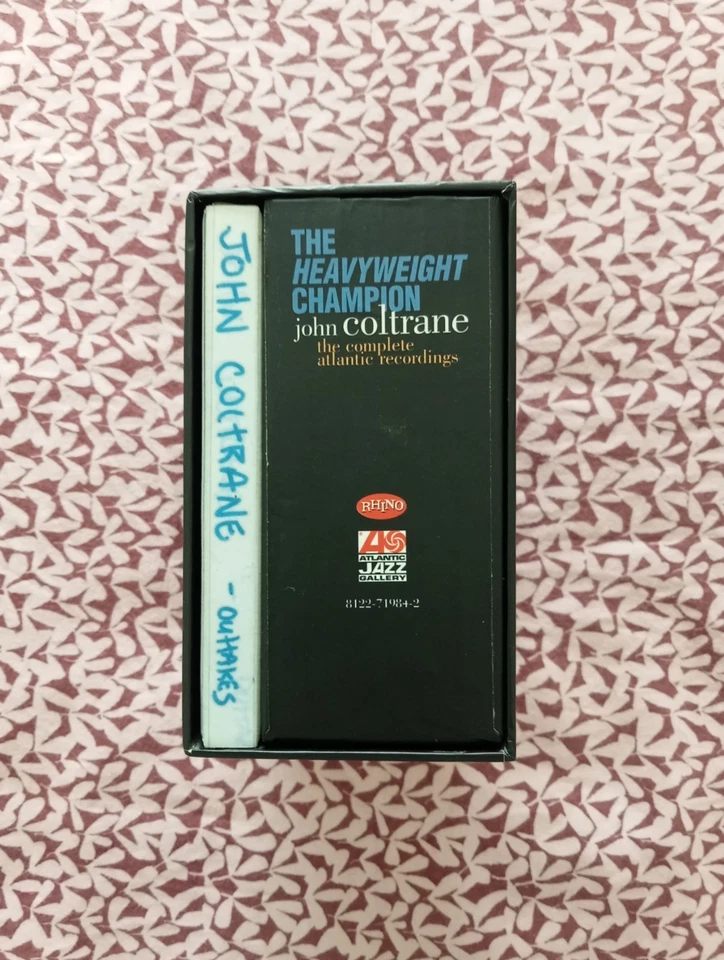 JOHN COLTRANE - OUTTAKES
THE
HEAVYWEIGHT
CHAMPION
john coltrane
the complete
atlantic recordings
RHINO
ATLANTIC
JAZZ
GALLERY
8122-71984-2